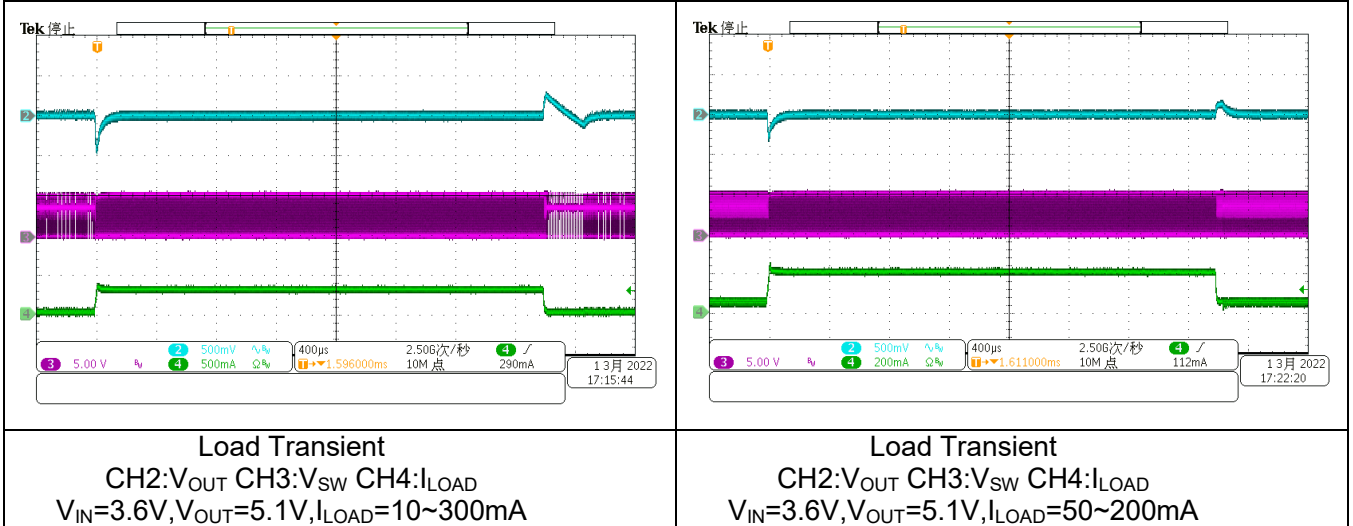 Tek 停止
T
T
2
3
4
2 500mV
3 5.00 V
4 500mA Ω
400µs
T→▼1.596000ms
2.50G次/秒
10M 点
4
290mA
1 3月 2022
17:15:44
Load Transient
CH2:VOUT CH3:VSW CH4:ILOAD
VIN=3.6V,VOUT=5.1V,ILOAD=10~300mA
Tek 停止
T
T
2
3
4
2 500mV
3 5.00 V
4 200mA Ω
400µs
T→▼1.611000ms
2.50G次/秒
10M 点
4
112mA
1 3月 2022
17:22:20
Load Transient
CH2:VOUT CH3:VSW CH4:ILOAD
VIN=3.6V,VOUT=5.1V,ILOAD=50~200mA